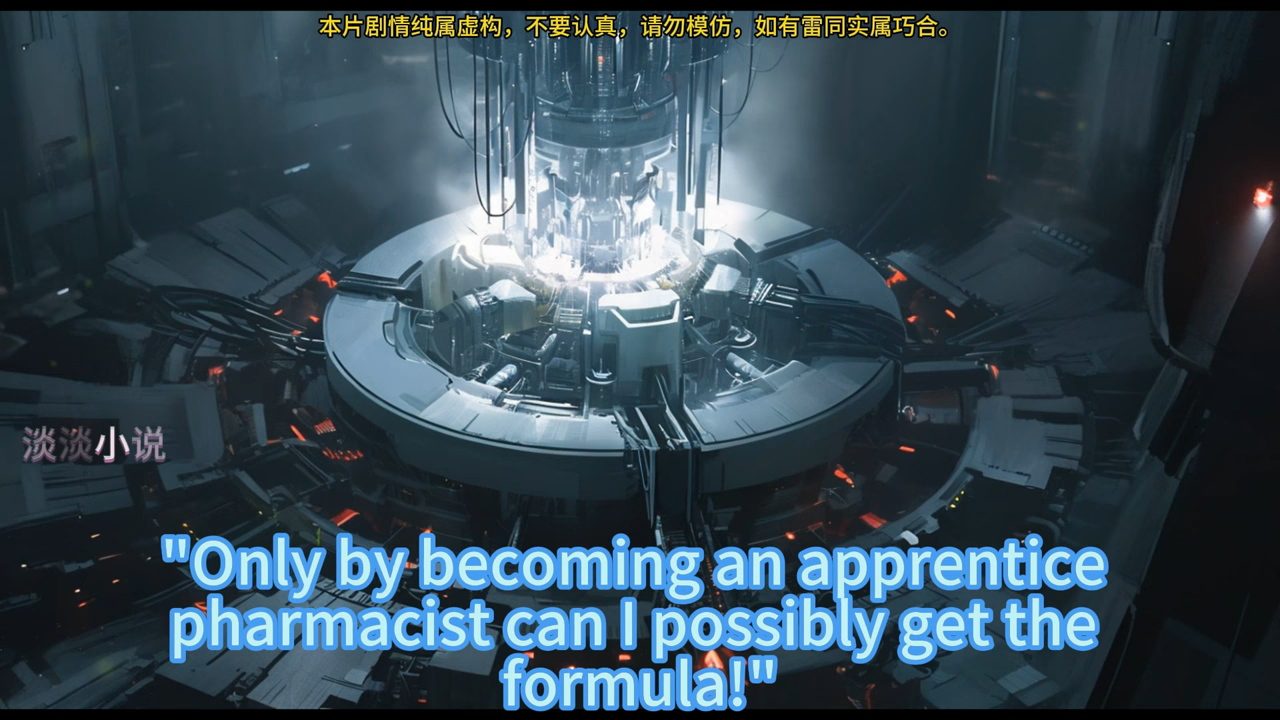 本片剧情纯属虚构，不要认真，请勿模仿，如有雷同实属巧合。
淡淡小说
"Only by becoming an apprentice
pharmacist can I possibly get the
formula!"